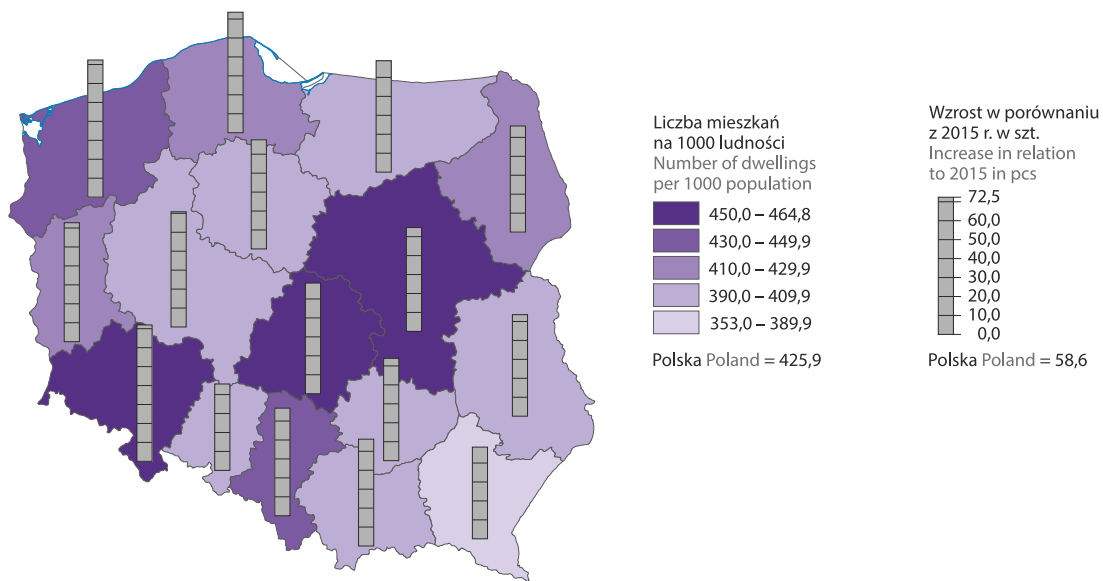 Liczba mieszkań
na 1000 ludności
Number of dwellings
per 1000 population
450,0 – 464,8
430,0 – 449,9
410,0 – 429,9
390,0 – 409,9
353,0 – 389,9
Polska Poland = 425,9
Wzrost w porównaniu
z 2015 r. w szt.
Increase in relation
to 2015 in pcs
72,5
60,0
50,0
40,0
30,0
20,0
10,0
0,0
Polska Poland = 58,6